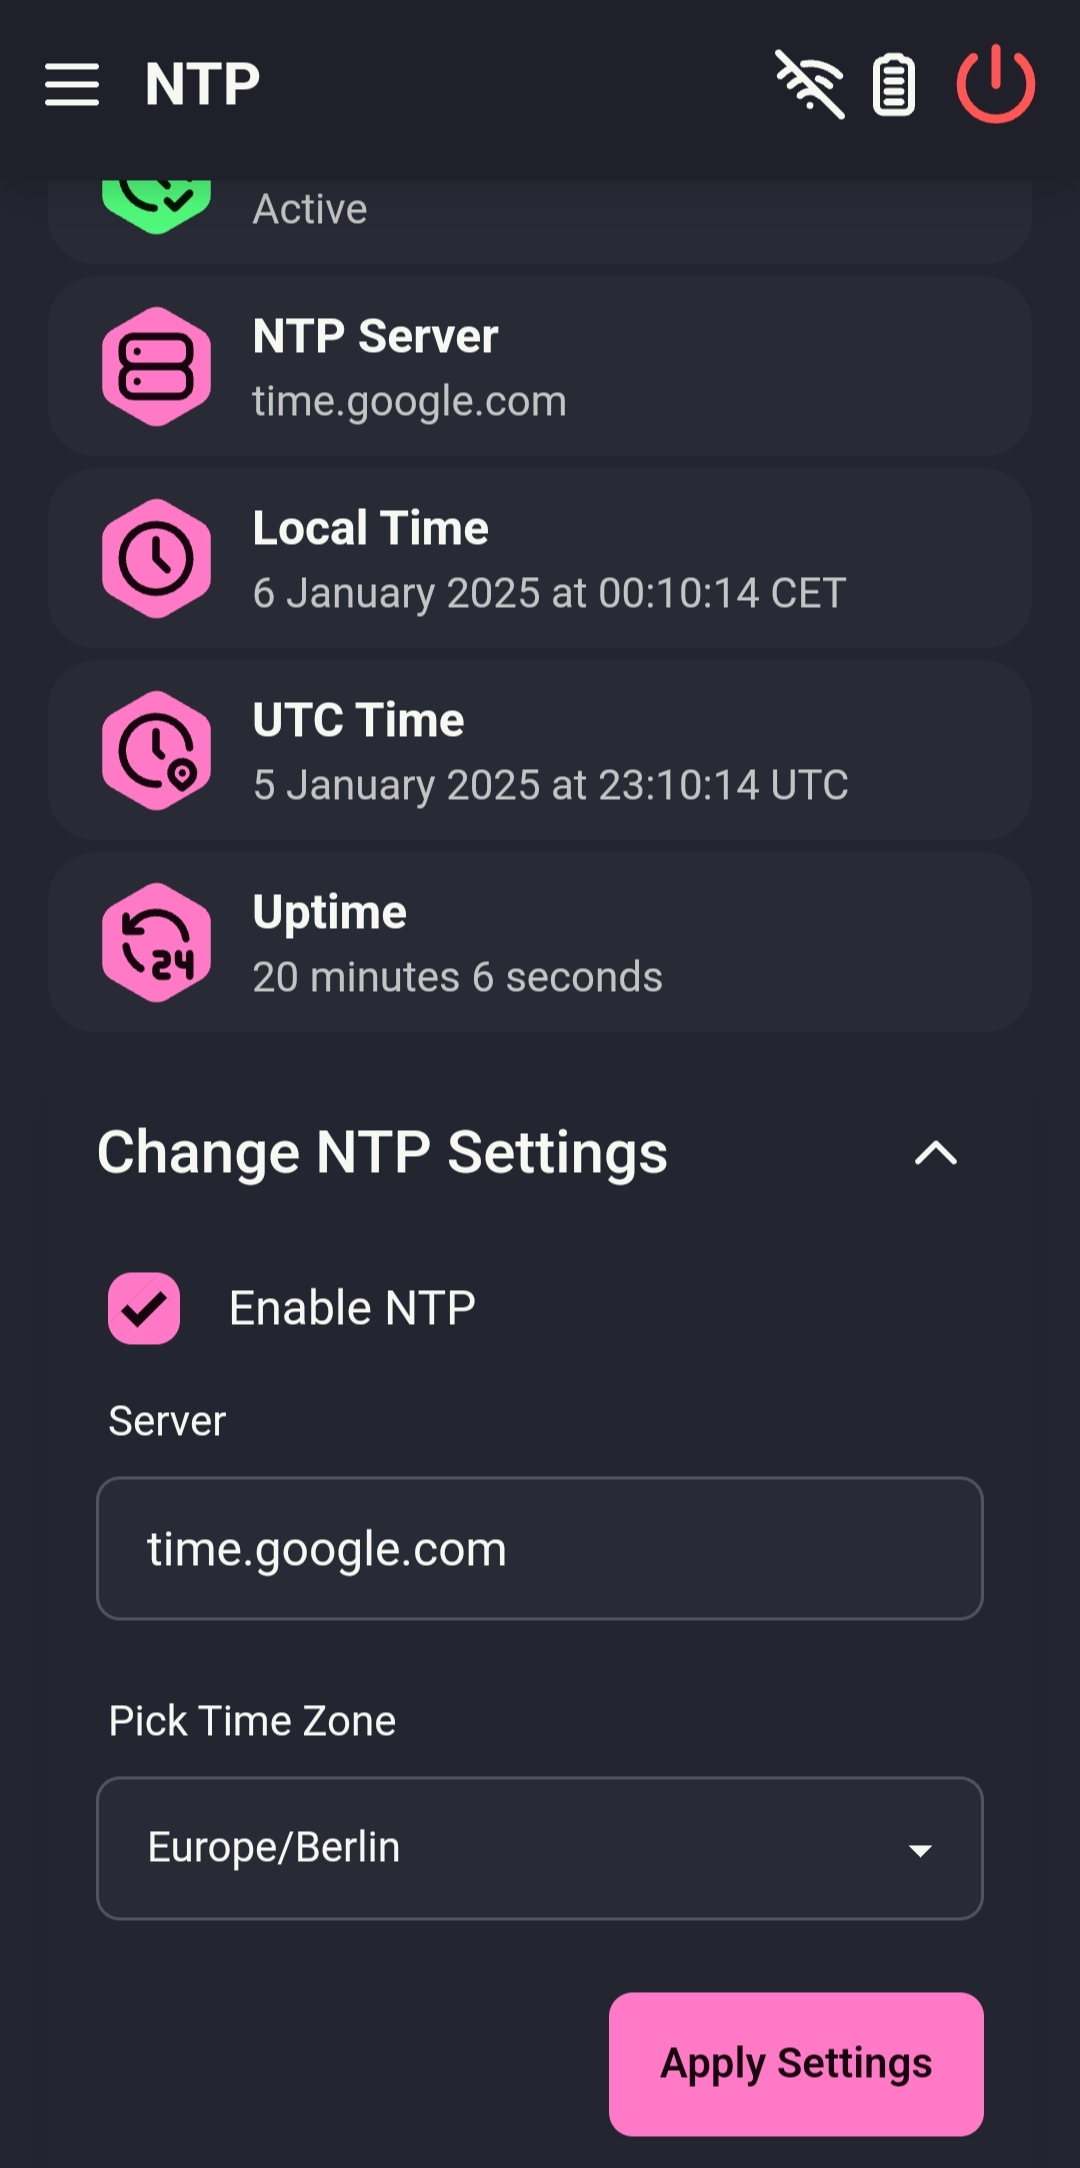 NTP
Active
NTP Server
time.google.com
Local Time
6 January 2025 at 00:10:14 CET
UTC Time
5 January 2025 at 23:10:14 UTC
24
Uptime
20 minutes 6 seconds
Change NTP Settings
Enable NTP
Server
time.google.com
Pick Time Zone
Europe/Berlin
Apply Settings